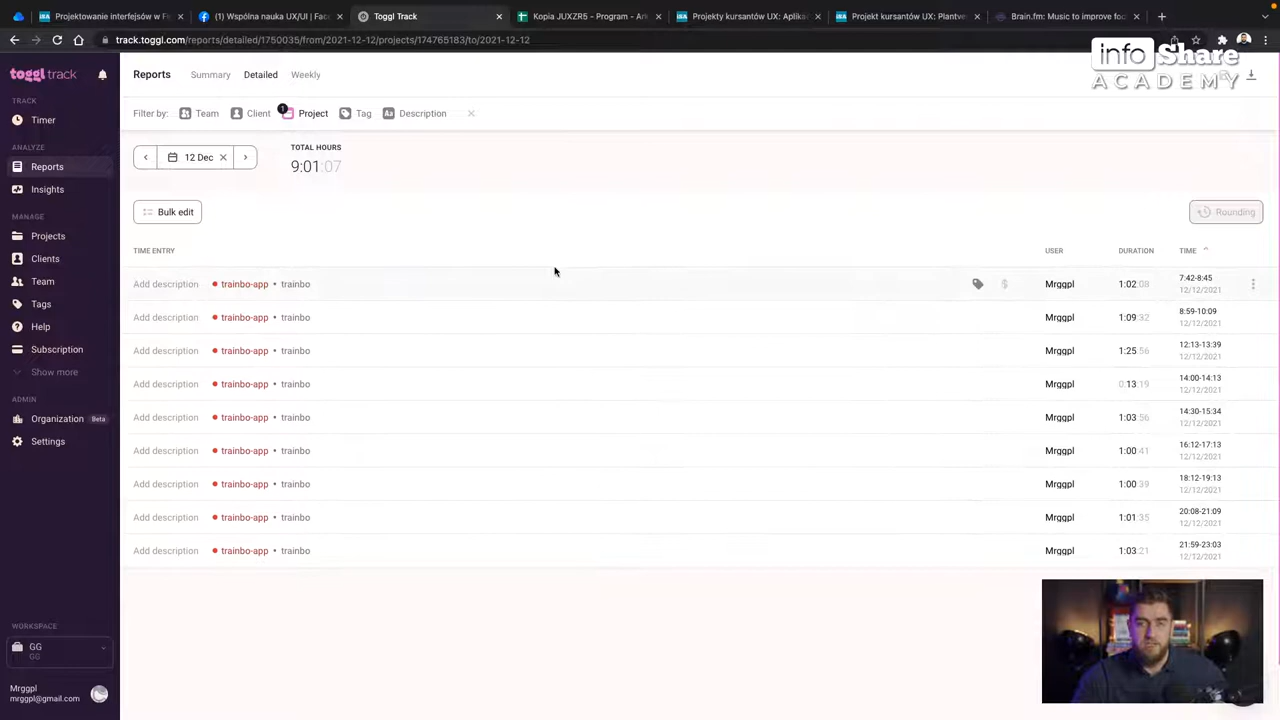 Projektowanie interfejsów w Fi
(1) Wspólna nauka UX/UI | Fac
Toggl Track
Kopia JUXZR5 - Program - Ark
Projekty kursantów UX: Aplikac
Projekt kursantów UX: Plantve
Brain.fm: Music to improve foc
track.toggl.com/reports/detailed/1750035/from/2021-12-12/projects/174765183/to/2021-12-12
info Share
ACADEMY
toggl track
Reports
Summary
Detailed
Weekly
TRACK
Timer
ANALYZE
Reports
Insights
MANAGE
Projects
Clients
Team
Tags
Help
Subscription
Show more
ADMIN
Organization
Beta
Settings
WORKSPACE
GG
GG
Mrggpl
mrggpl@gmail.com
Filter by:
Team
Client
1
Project
Tag
Description
12 Dec
TOTAL HOURS
9:01:07
Bulk edit
Rounding
TIME ENTRY
USER
DURATION
TIME
Add description trainbo-app • trainbo Mrggpl 1:02:08 7:42-8:45
12/12/2021
Add description trainbo-app • trainbo Mrggpl 1:09:32 8:59-10:09
12/12/2021
Add description trainbo-app • trainbo Mrggpl 1:25:56 12:13-13:39
12/12/2021
Add description trainbo-app • trainbo Mrggpl 0:13:19 14:00-14:13
12/12/2021
Add description trainbo-app • trainbo Mrggpl 1:03:56 14:30-15:34
12/12/2021
Add description trainbo-app • trainbo Mrggpl 1:00:41 16:12-17:13
12/12/2021
Add description trainbo-app • trainbo Mrggpl 1:00:39 18:12-19:13
12/12/2021
Add description trainbo-app • trainbo Mrggpl 1:01:35 20:08-21:09
12/12/2021
Add description trainbo-app • trainbo Mrggpl 1:03:21 21:59-23:03
12/12/2021